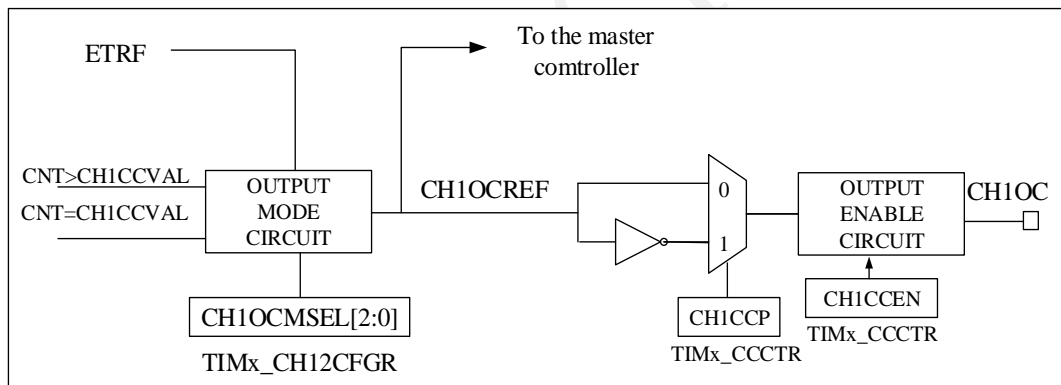 ETRF
To the master
comtroller
CNT>CH1CCVAL
CNT=CH1CCVAL
OUTPUT
MODE
CIRCUIT
CH1OCREF
0
1
OUTPUT
ENABLE
CIRCUIT
CH1OC
CH1OCMSEL[2:0]
TIMx_CH12CFGR
CH1CCP
TIMx_CCCTR
CH1CCEN
TIMx_CCCTR